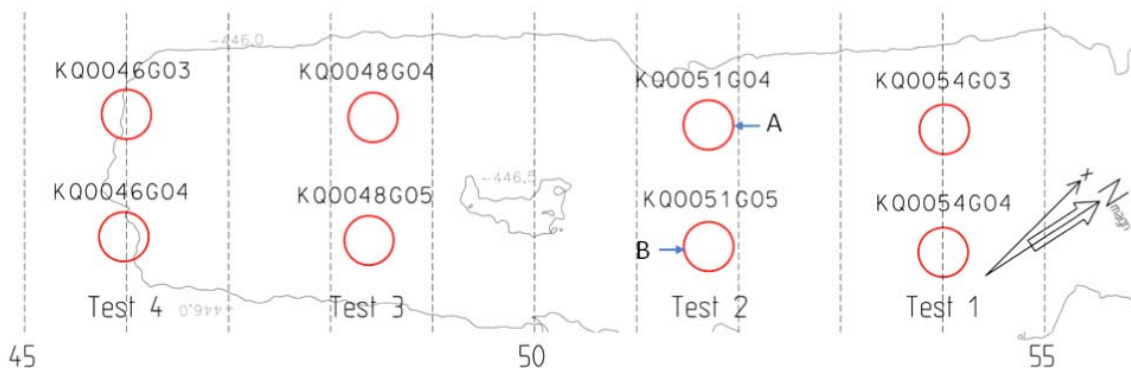 -446.0
KQ0046G03 KQ0048G04 KQ0051G04 KQ0054G03
A
-446.5
KQ0046G04 KQ0048G05 KQ0051G05 KQ0054G04
x
N magn
B
Test 4 Test 3 Test 2 Test 1
-446.0
45 50 55